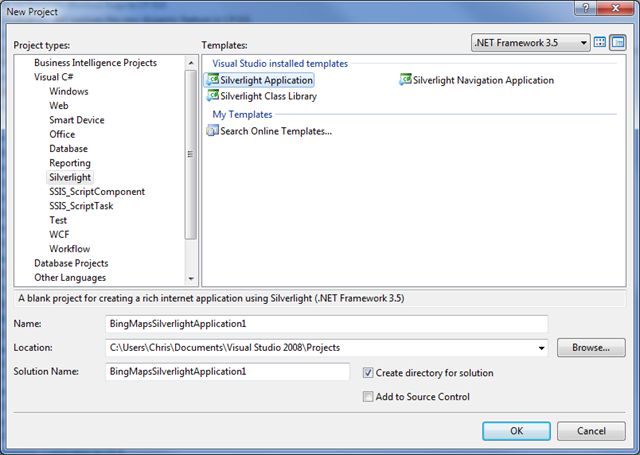 New Project
Project types:
Templates:
.NET Framework 3.5
Business Intelligence Projects
Visual C#
Windows
Web
Smart Device
Office
Database
Reporting
Silverlight
SSIS_ScriptComponent
SSIS_ScriptTask
Test
WCF
Workflow
Database Projects
Other Languages
Visual Studio installed templates
Silverlight Application
Silverlight Navigation Application
Silverlight Class Library
My Templates
Search Online Templates...
A blank project for creating a rich internet application using Silverlight (.NET Framework 3.5)
Name:
BingMapsSilverlightApplication1
Location:
C:\Users\Chris\Documents\Visual Studio 2008\Projects
Browse...
Solution Name:
BingMapsSilverlightApplication1
Create directory for solution
Add to Source Control
OK
Cancel